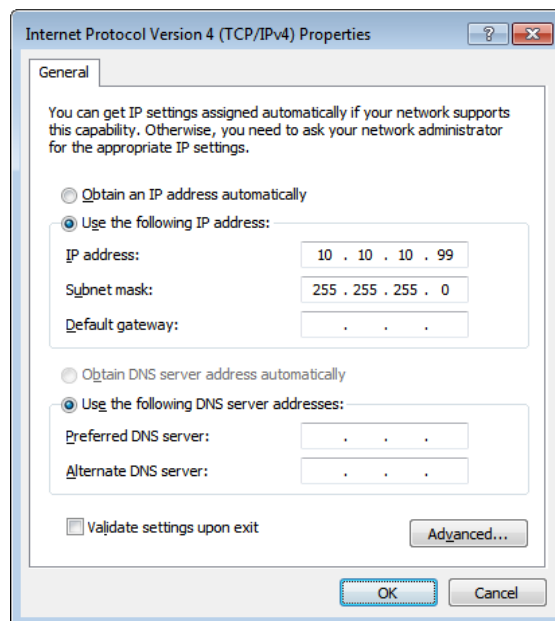 Internet Protocol Version 4 (TCP/IPv4) Properties
General
You can get IP settings assigned automatically if your network supports
this capability. Otherwise, you need to ask your network administrator
for the appropriate IP settings.
Obtain an IP address automatically
Use the following IP address:
IP address: 10 . 10 . 10 . 99
Subnet mask: 255 . 255 . 255 . 0
Default gateway: . . .
Obtain DNS server address automatically
Use the following DNS server addresses:
Preferred DNS server: . . .
Alternate DNS server: . . .
Validate settings upon exit
Advanced...
OK Cancel